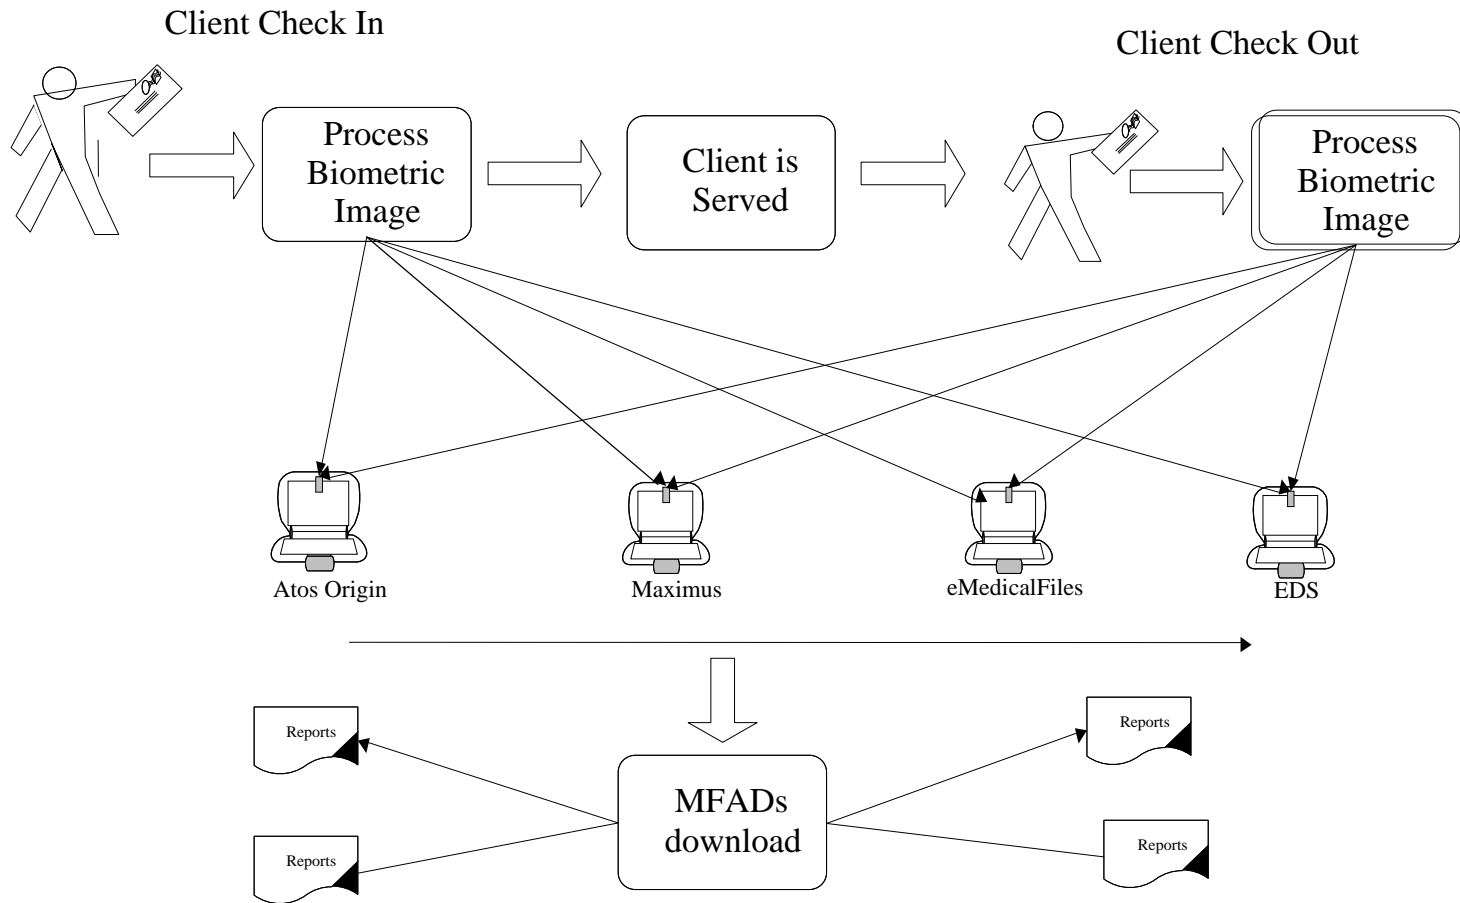 Client Check In
Client Check Out
Process
Biometric
Image
Client is
Served
Process
Biometric
Image
Atos Origin
Maximus
eMedicalFiles
EDS
Reports
Reports
MFADs
download
Reports
Reports